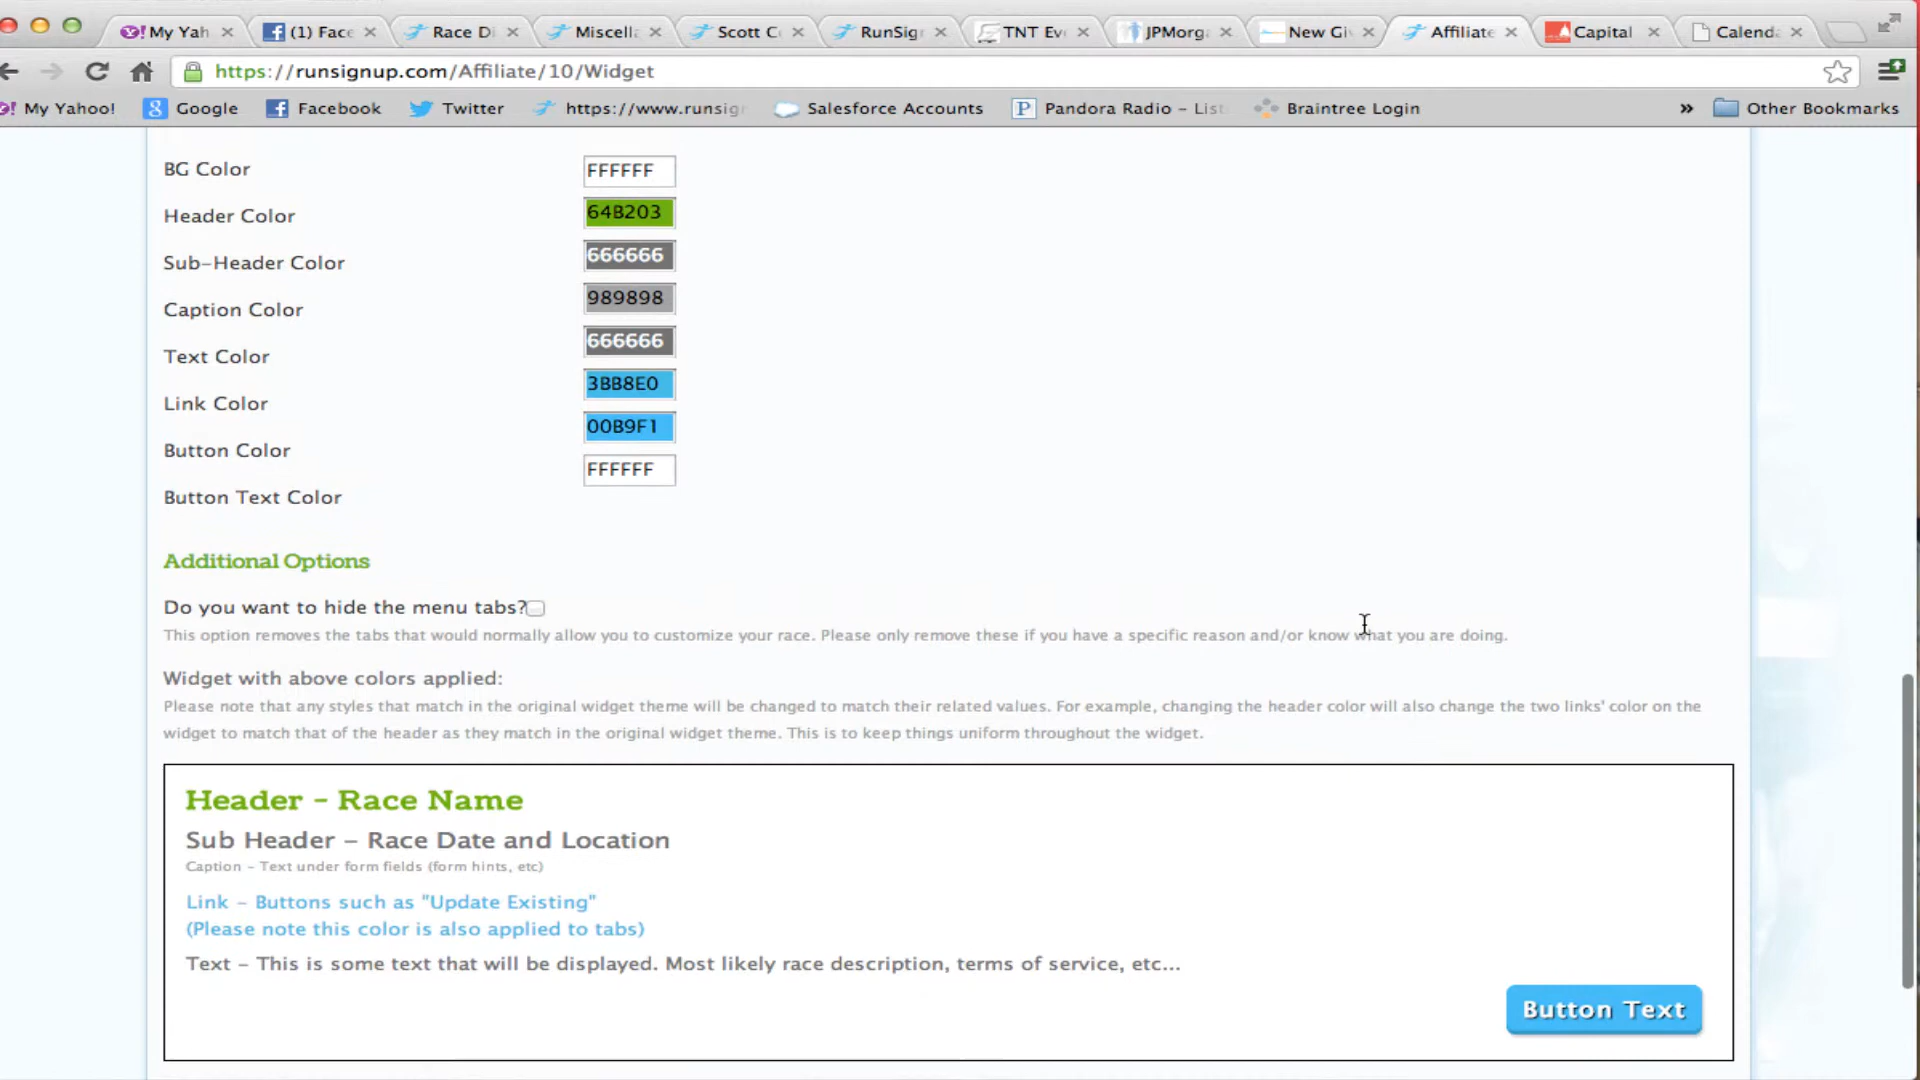 My Yah
(1) Face
Race Di
Miscella
Scott Co
RunSig
TNT Eve
JPMorga
New Giv
Affiliate
Capital
Calenda
https://runsignup.com/Affiliate/10/Widget
My Yahoo!
Google
Facebook
Twitter
https://www.runsig
Salesforce Accounts
Pandora Radio – List
Braintree Login
»
Other Bookmarks
BG Color FFFFFF
Header Color 64B203
Sub-Header Color 666666
Caption Color 989898
Text Color 666666
Link Color 3BB8E0
Button Color 00B9F1
Button Text Color FFFFFF
Additional Options
Do you want to hide the menu tabs?
This option removes the tabs that would normally allow you to customize your race. Please only remove these if you have a specific reason and/or know what you are doing.
Widget with above colors applied:
Please note that any styles that match in the original widget theme will be changed to match their related values. For example, changing the header color will also change the two links' color on the
widget to match that of the header as they match in the original widget theme. This is to keep things uniform throughout the widget.
Header - Race Name
Sub Header – Race Date and Location
Caption - Text under form fields (form hints, etc)
Link – Buttons such as "Update Existing"
(Please note this color is also applied to tabs)
Text – This is some text that will be displayed. Most likely race description, terms of service, etc...
Button Text